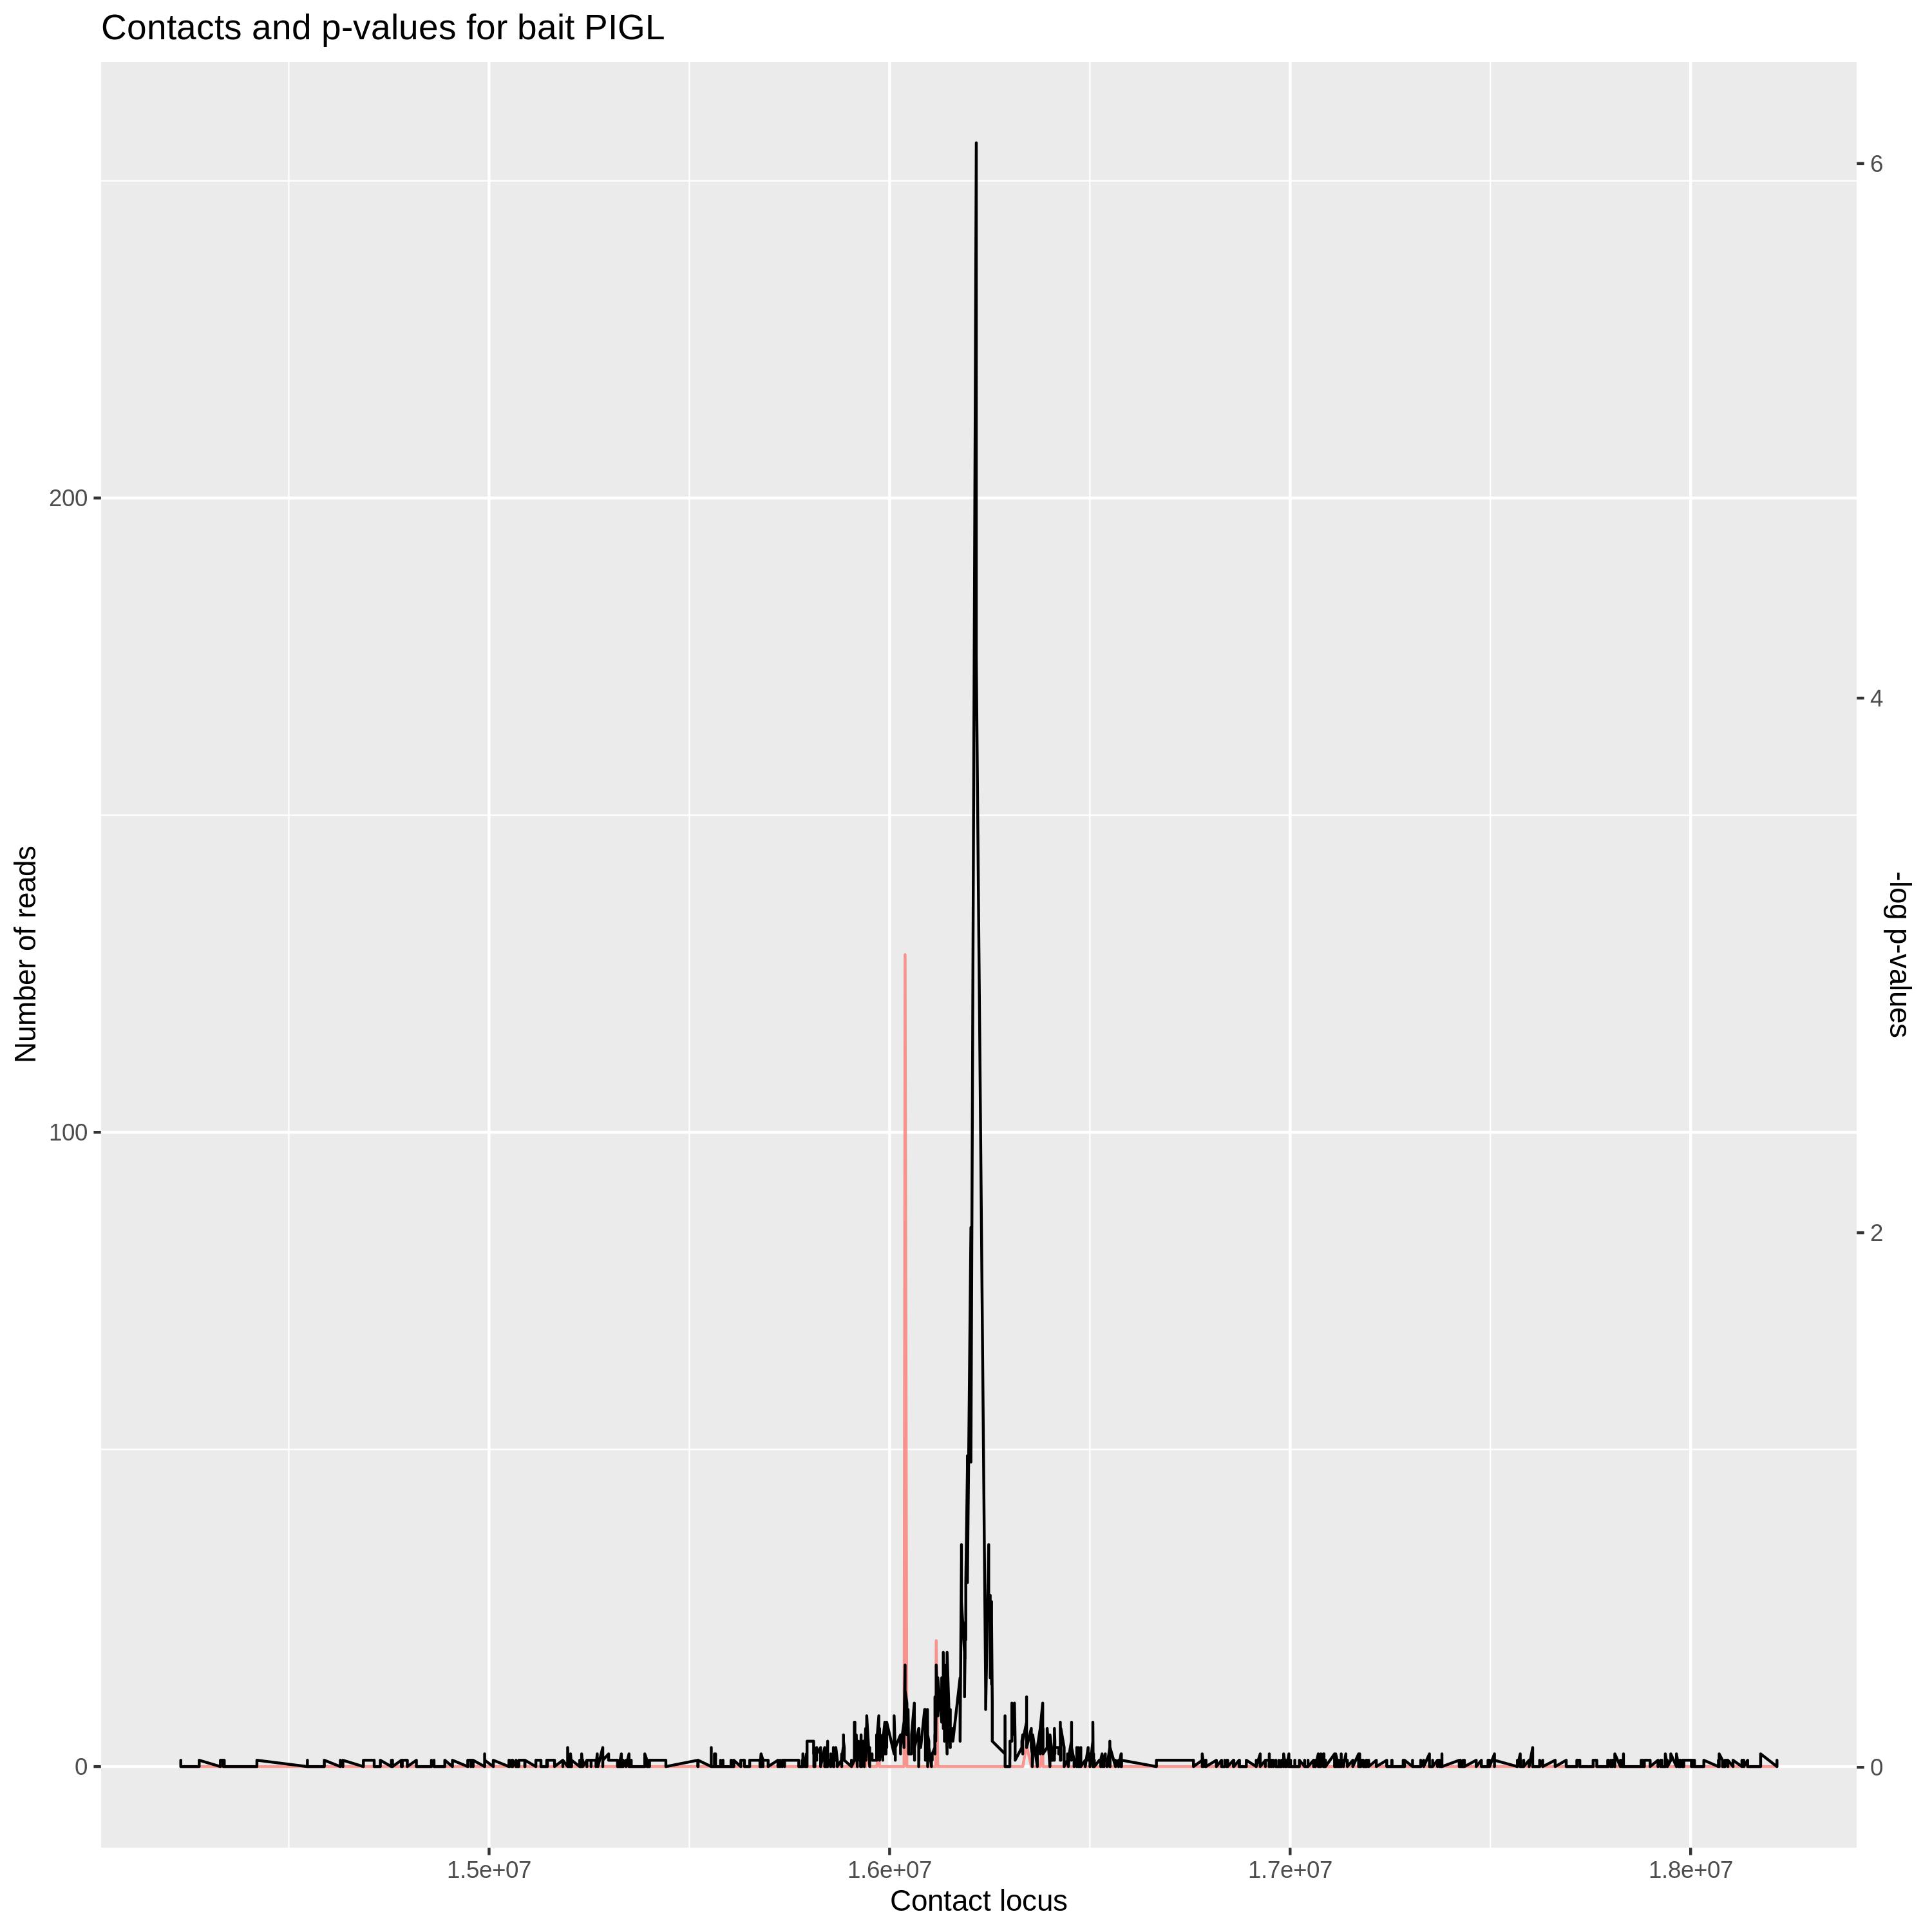 Contacts and p-values for bait PIGL
Number of reads
200
100
0
6
4
2
0
-log p-values
1.5e+07
1.6e+07
1.7e+07
1.8e+07
Contact locus